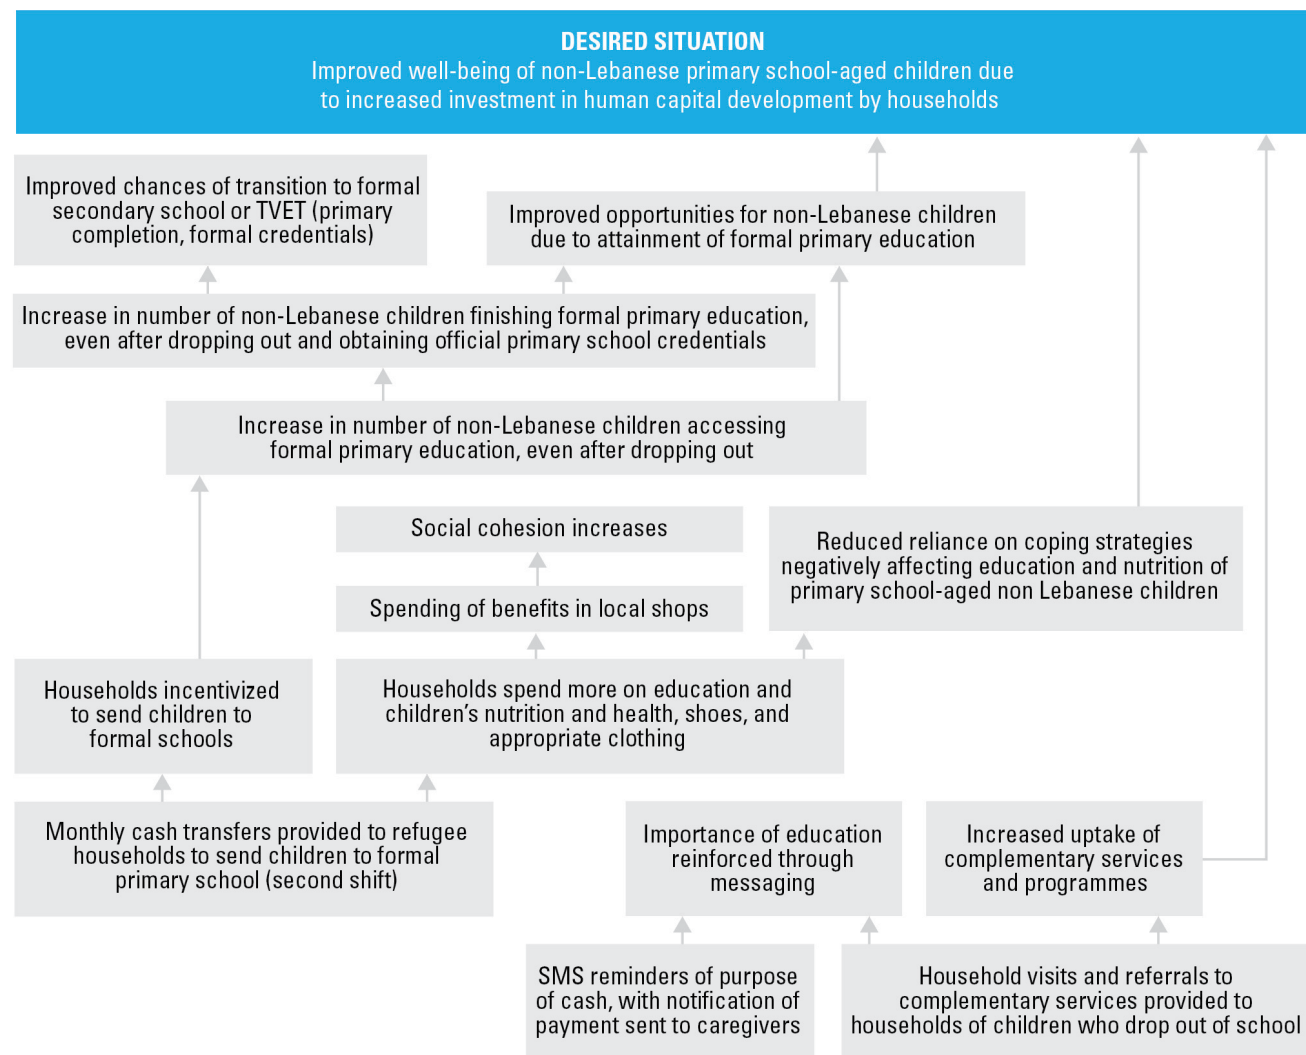 DESIRED SITUATION
Improved well-being of non-Lebanese primary school-aged children due
to increased investment in human capital development by households
Improved chances of transition to formal
secondary school or TVET (primary
completion, formal credentials)
Improved opportunities for non-Lebanese children
due to attainment of formal primary education
Increase in number of non-Lebanese children finishing formal primary education,
even after dropping out and obtaining official primary school credentials
Increase in number of non-Lebanese children accessing
formal primary education, even after dropping out
Social cohesion increases
Reduced reliance on coping strategies
negatively affecting education and nutrition of
primary school-aged non Lebanese children
Spending of benefits in local shops
Households incentivized
to send children to
formal schools
Households spend more on education and
children's nutrition and health, shoes, and
appropriate clothing
Monthly cash transfers provided to refugee
households to send children to formal
primary school (second shift)
Importance of education
reinforced through
messaging
Increased uptake of
complementary services
and programmes
SMS reminders of purpose
of cash, with notification of
payment sent to caregivers
Household visits and referrals to
complementary services provided to
households of children who drop out of school